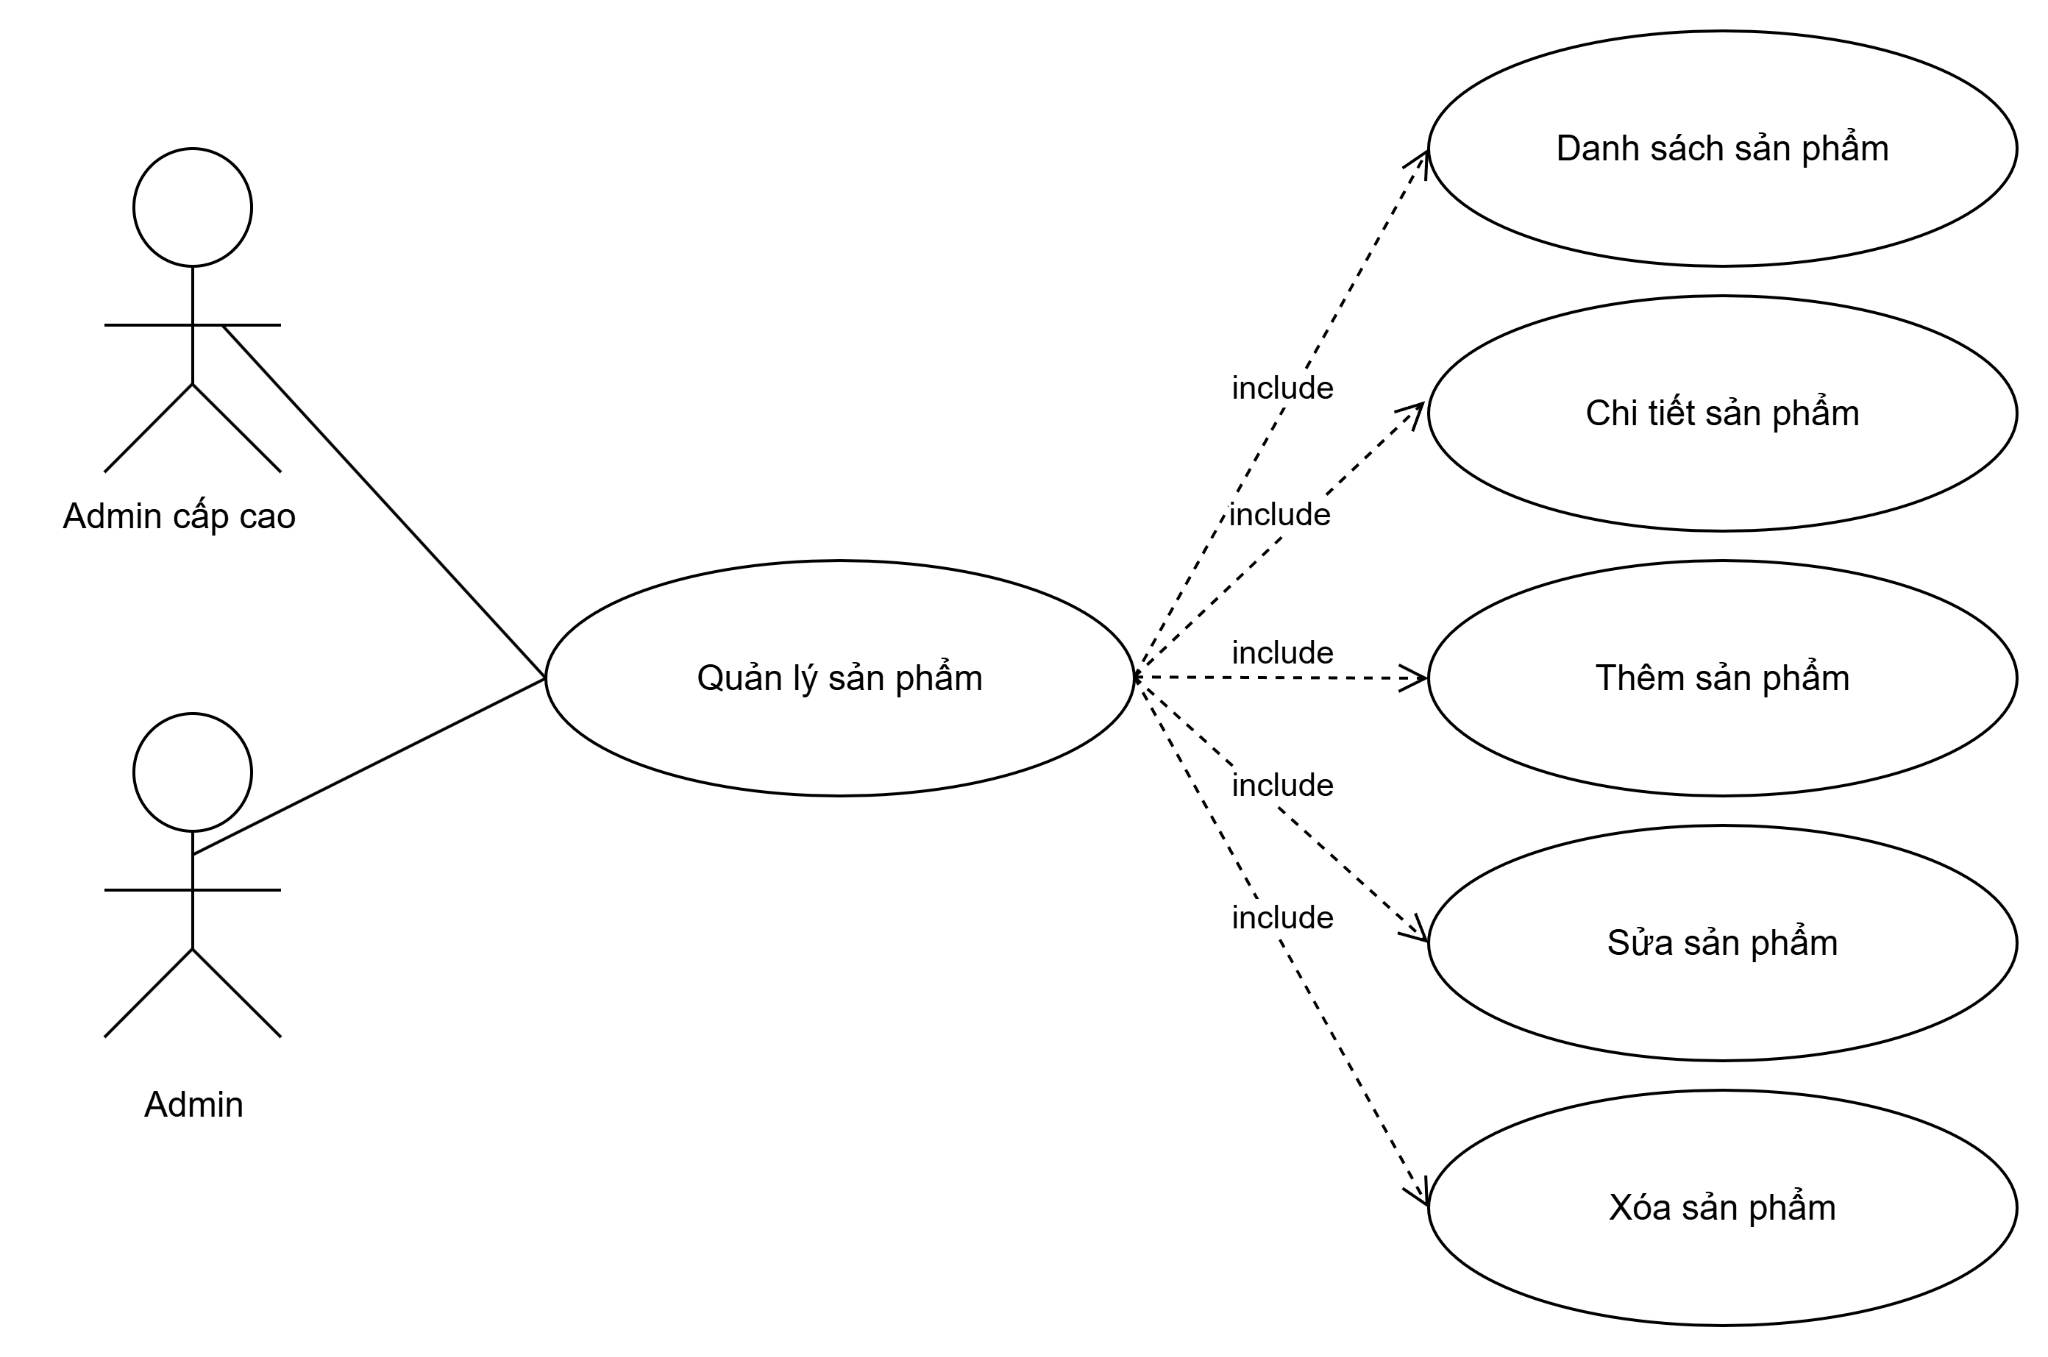 Admin cấp cao
Admin
Quản lý sản phẩm
include
include
include
include
include
Danh sách sản phẩm
Chi tiết sản phẩm
Thêm sản phẩm
Sửa sản phẩm
Xóa sản phẩm